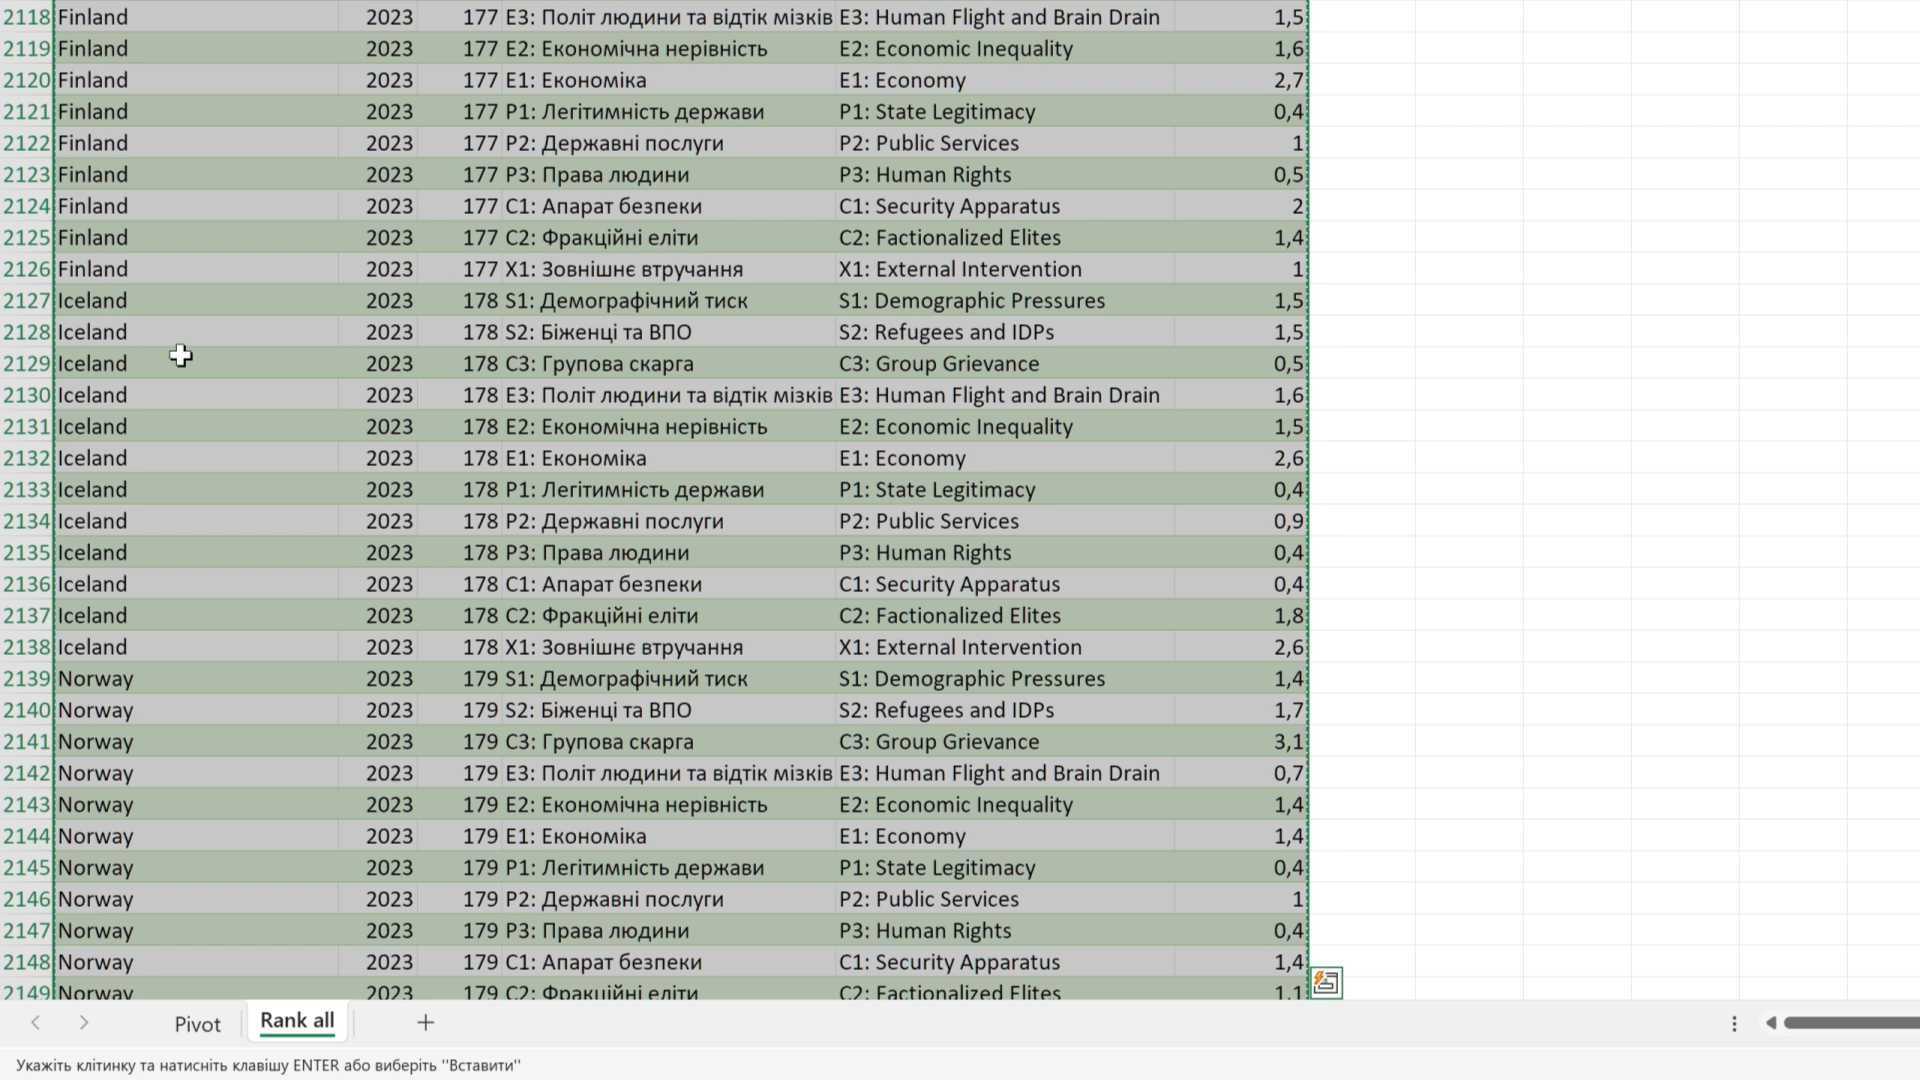 2118 Finland 2023 177 E3: Політ людини та відтік мізків E3: Human Flight and Brain Drain 1,5
2119 Finland 2023 177 E2: Економічна нерівність E2: Economic Inequality 1,6
2120 Finland 2023 177 E1: Економіка E1: Economy 2,7
2121 Finland 2023 177 P1: Легітимність держави P1: State Legitimacy 0,4
2122 Finland 2023 177 P2: Державні послуги P2: Public Services 1
2123 Finland 2023 177 P3: Права людини P3: Human Rights 0,5
2124 Finland 2023 177 C1: Апарат безпеки C1: Security Apparatus 2
2125 Finland 2023 177 C2: Фракційні еліти C2: Factionalized Elites 1,4
2126 Finland 2023 177 X1: Зовнішнє втручання X1: External Intervention 1
2127 Iceland 2023 178 S1: Демографічний тиск S1: Demographic Pressures 1,5
2128 Iceland 2023 178 S2: Біженці та ВПО S2: Refugees and IDPs 1,5
2129 Iceland 2023 178 C3: Групова скарга C3: Group Grievance 0,5
2130 Iceland 2023 178 E3: Політ людини та відтік мізків E3: Human Flight and Brain Drain 1,6
2131 Iceland 2023 178 E2: Економічна нерівність E2: Economic Inequality 1,5
2132 Iceland 2023 178 E1: Економіка E1: Economy 2,6
2133 Iceland 2023 178 P1: Легітимність держави P1: State Legitimacy 0,4
2134 Iceland 2023 178 P2: Державні послуги P2: Public Services 0,9
2135 Iceland 2023 178 P3: Права людини P3: Human Rights 0,4
2136 Iceland 2023 178 C1: Апарат безпеки C1: Security Apparatus 0,4
2137 Iceland 2023 178 C2: Фракційні еліти C2: Factionalized Elites 1,8
2138 Iceland 2023 178 X1: Зовнішнє втручання X1: External Intervention 2,6
2139 Norway 2023 179 S1: Демографічний тиск S1: Demographic Pressures 1,4
2140 Norway 2023 179 S2: Біженці та ВПО S2: Refugees and IDPs 1,7
2141 Norway 2023 179 C3: Групова скарга C3: Group Grievance 3,1
2142 Norway 2023 179 E3: Політ людини та відтік мізків E3: Human Flight and Brain Drain 0,7
2143 Norway 2023 179 E2: Економічна нерівність E2: Economic Inequality 1,4
2144 Norway 2023 179 E1: Економіка E1: Economy 1,4
2145 Norway 2023 179 P1: Легітимність держави P1: State Legitimacy 0,4
2146 Norway 2023 179 P2: Державні послуги P2: Public Services 1
2147 Norway 2023 179 P3: Права людини P3: Human Rights 0,4
2148 Norway 2023 179 C1: Апарат безпеки C1: Security Apparatus 1,4
2149 Norway 2023 179 C2: Фракційні еліти C2: Factionalized Elites 1,1
Pivot Rank all
Укажіть клітинку та натисніть клавішу ENTER або виберіть ''Вставити''